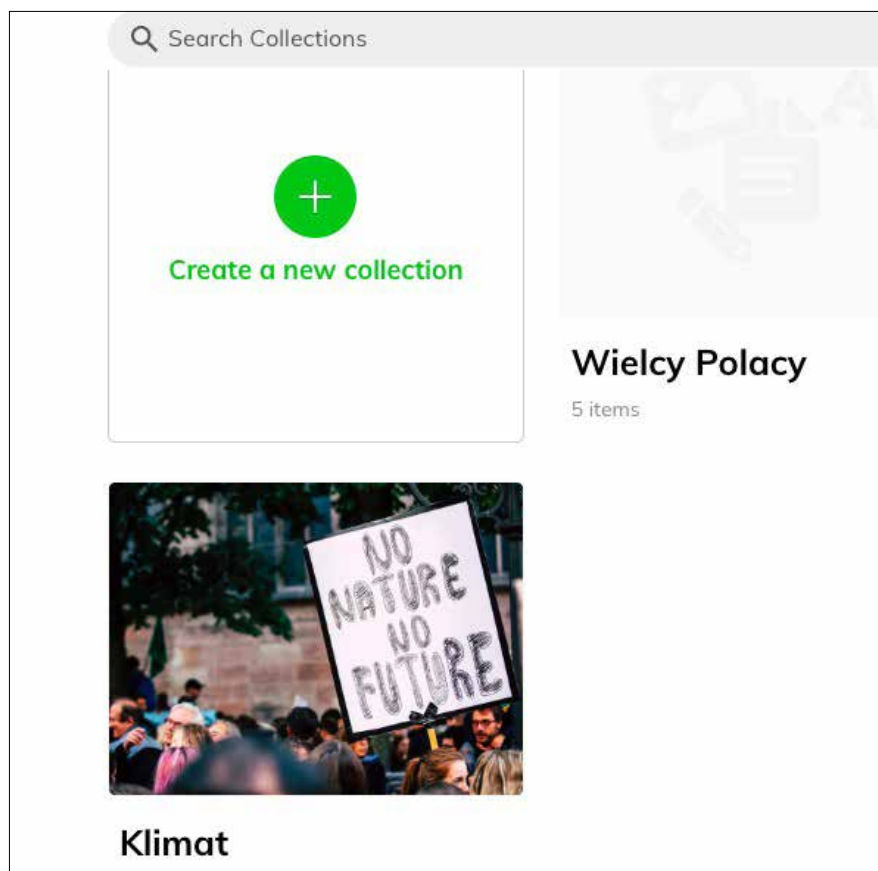 Search Collections
Create a new collection
Wielcy Polacy
5 items
NO
NATURE
NO
FUTURE
Klimat